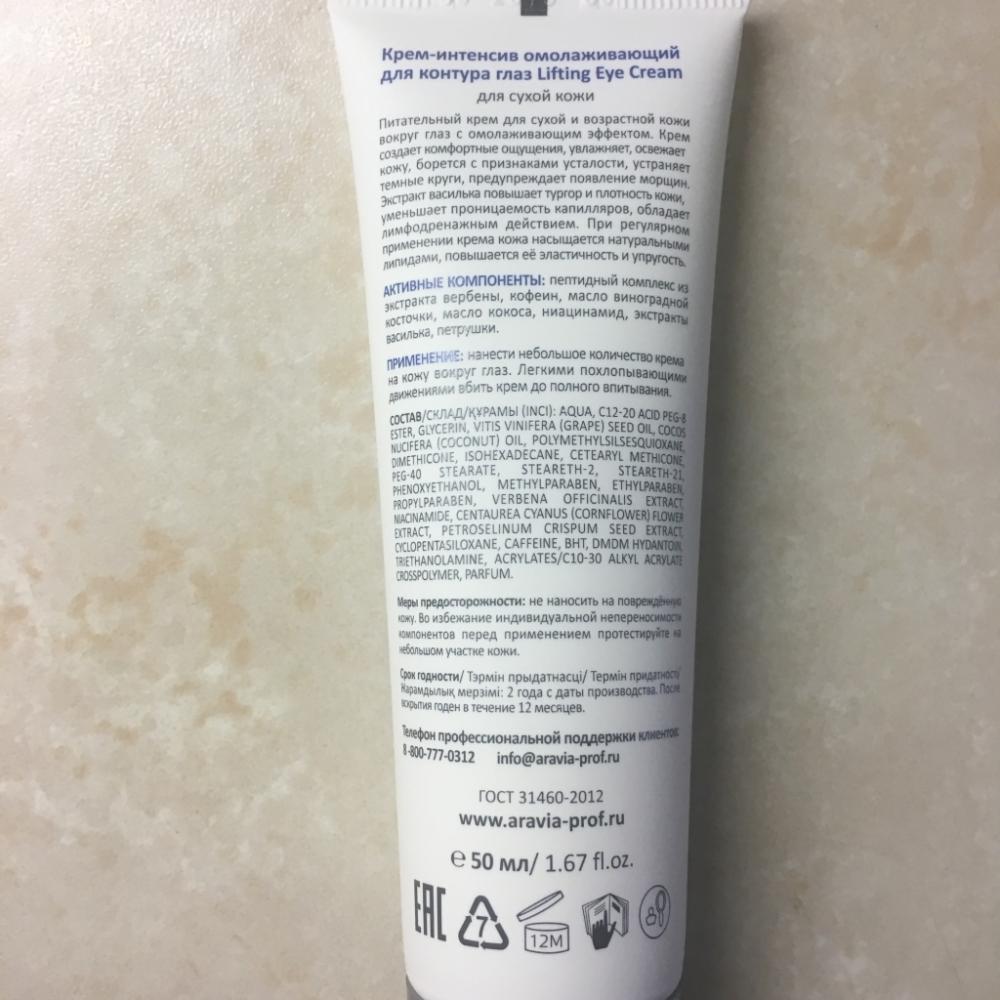 Крем-интенсив омолаживающий
для контура глаз Lifting Eye Cream
для сухой кожи
Питательный крем для сухой и возрастной кожи
вокруг глаз с омолаживающим эффектом. Крем
создает комфортные ощущения, увлажняет, освежает
кожу, борется с признаками усталости, устраняет
темные круги, предупреждает появление морщин.
Экстракт василька повышает тургор и плотность кожи,
уменьшает проницаемость капилляров, обладает
лимфодренажным действием. При регулярном
применении крема кожа насыщается натуральными
липидами, повышается её эластичность и упругость.
АКТИВНЫЕ КОМПОНЕНТЫ: пептидный комплекс из
экстракта вербены, кофеин, масло виноградной
косточки, масло кокоса, ниацинамид, экстракты
василька, петрушки.
ПРИМЕНЕНИЕ: нанести небольшое количество крема
на кожу вокруг глаз. Легкими похлопывающими
движениями вбить крем до полного впитывания.
СОСТАВ/СКЛАД/ҚҰРАМЫ (INCI): AQUA, C12-20 ACID PEG-8
ESTER, GLYCERIN, VITIS VINIFERA (GRAPE) SEED OIL, COCOS
NUCIFERA (COCONUT) OIL, POLYMETHYLSILSESQUIOXANE,
DIMETHICONE, ISOHEXADECANE, CETEARYL METHICONE,
PEG-40 STEARATE, STEARETH-2, STEARETH-21,
PHENOXYETHANOL, METHYLPARABEN, ETHYLPARABEN,
PROPYLPARABEN, VERBENA OFFICINALIS EXTRACT,
NIACINAMIDE, CENTAUREA CYANUS (CORNFLOWER) FLOWER
EXTRACT, PETROSELINUM CRISPUM SEED EXTRACT,
CYCLOPENTASILOXANE, CAFFEINE, BHT, DMDM HYDANTOIN,
TRIETHANOLAMINE, ACRYLATES/C10-30 ALKYL ACRYLATE
CROSSPOLYMER, PARFUM.
Меры предосторожности: не наносить на повреждённую
кожу. Во избежание индивидуальной непереносимости
компонентов перед применением протестируйте на
небольшом участке кожи.
Срок годности/ Тэрмін прыдатнасці/ Термін придатності/
Жарамдылық мерзімі: 2 года с даты производства. После
вскрытия годен в течение 12 месяцев.
Телефон профессиональной поддержки клиентов:
8-800-777-0312 info@aravia-prof.ru
ГОСТ 31460-2012
www.aravia-prof.ru
℮ 50 мл/ 1.67 fl.oz.
EAC 7 12M